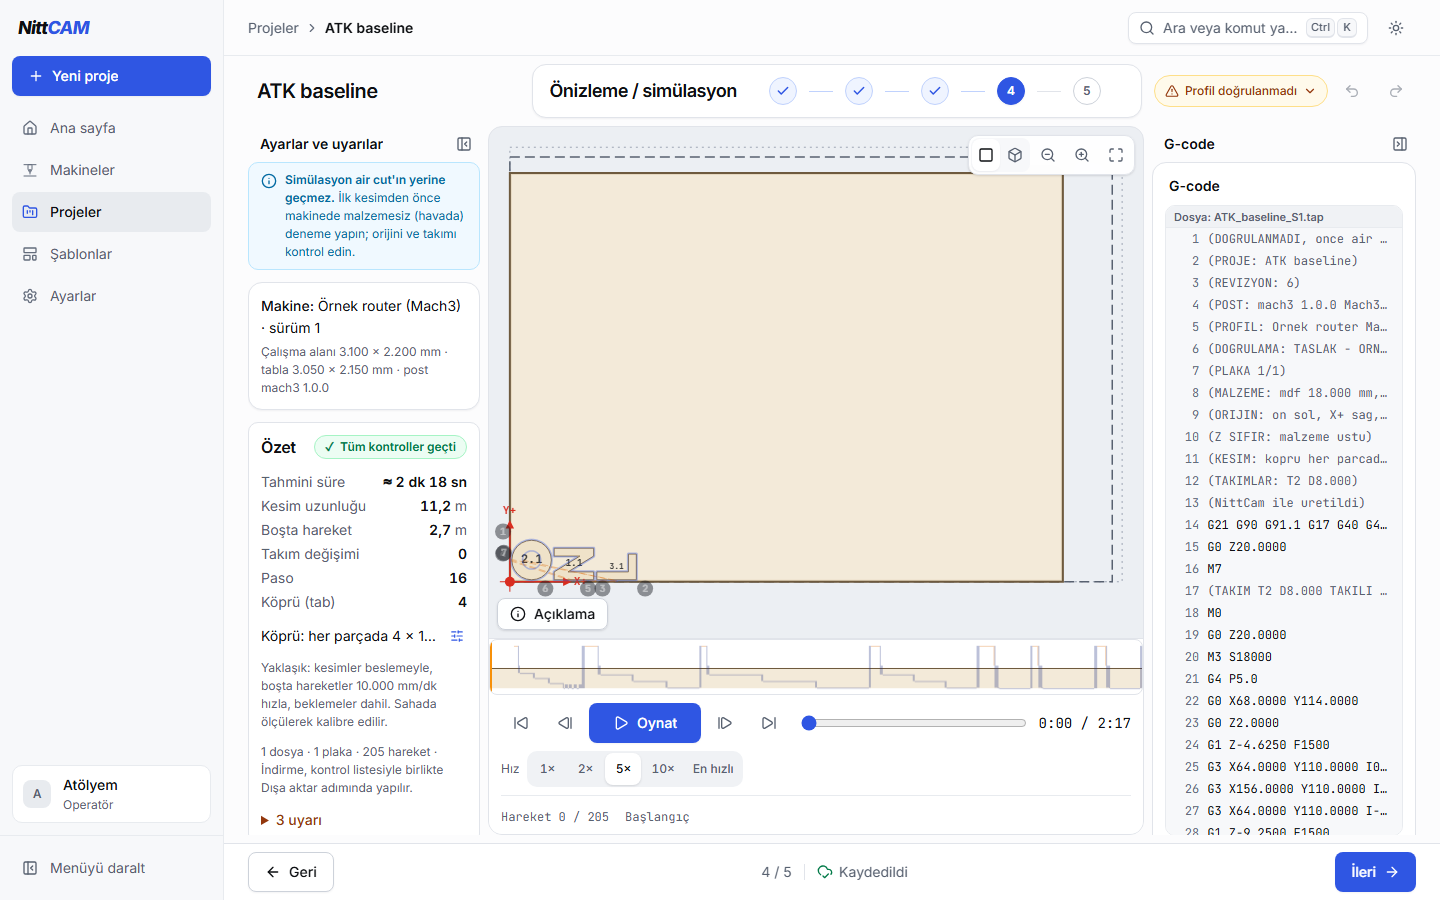 NittCAM
Yeni proje
Ana sayfa
Makineler
Projeler
Şablonlar
Ayarlar
A
Atölyem
Operatör
Menüyü daralt
Projeler > ATK baseline
Ara veya komut ya... Ctrl K
ATK baseline
Önizleme / simülasyon
4
5
Profil doğrulanmadı
Ayarlar ve uyarılar
Simülasyon air cut'ın yerine
geçmez. İlk kesimden önce
makinede malzemesiz (havada)
deneme yapın; orijini ve takımı
kontrol edin.
Makine: Örnek router (Mach3)
· sürüm 1
Çalışma alanı 3.100 × 2.200 mm ·
tabla 3.050 × 2.150 mm · post
mach3 1.0.0
Özet ✓ Tüm kontroller geçti
Tahmini süre ≈ 2 dk 18 sn
Kesim uzunluğu 11,2 m
Boşta hareket 2,7 m
Takım değişimi 0
Paso 16
Köprü (tab) 4
Köprü: her parçada 4 × 1...
Yaklaşık: kesimler beslemeyle,
boşta hareketler 10.000 mm/dk
hızla, beklemeler dahil. Sahada
ölçülerek kalibre edilir.
1 dosya · 1 plaka · 205 hareket ·
İndirme, kontrol listesiyle birlikte
Dışa aktar adımında yapılır.
3 uyarı
Y+
1
7
2.1
1.1
3.1
X
6
5
3
2
Açıklama
Oynat
0:00 / 2:17
Hız 1× 2× 5× 10× En hızlı
Hareket 0 / 205 Başlangıç
G-code
G-code
Dosya: ATK_baseline_S1.tap
1 (DOGRULANMADI, once air …
2 (PROJE: ATK baseline)
3 (REVIZYON: 6)
4 (POST: mach3 1.0.0 Mach3…
5 (PROFIL: Ornek router Ma…
6 (DOGRULAMA: TASLAK - ORN…
7 (PLAKA 1/1)
8 (MALZEME: mdf 18.000 mm,…
9 (ORIJIN: on sol, X+ sag,…
10 (Z SIFIR: malzeme ustu)
11 (KESIM: kopru her parcad…
12 (TAKIMLAR: T2 D8.000)
13 (NittCam ile uretildi)
14 G21 G90 G91.1 G17 G40 G4…
15 G0 Z20.0000
16 M7
17 (TAKIM T2 D8.000 TAKILI …
18 M0
19 G0 Z20.0000
20 M3 S18000
21 G4 P5.0
22 G0 X68.0000 Y114.0000
23 G0 Z2.0000
24 G1 Z-4.6250 F1500
25 G3 X64.0000 Y110.0000 I0…
26 G3 X156.0000 Y110.0000 I…
27 G3 X64.0000 Y110.0000 I-…
28 G1 Z-9.2500 F1500
Geri
4 / 5
Kaydedildi
İleri